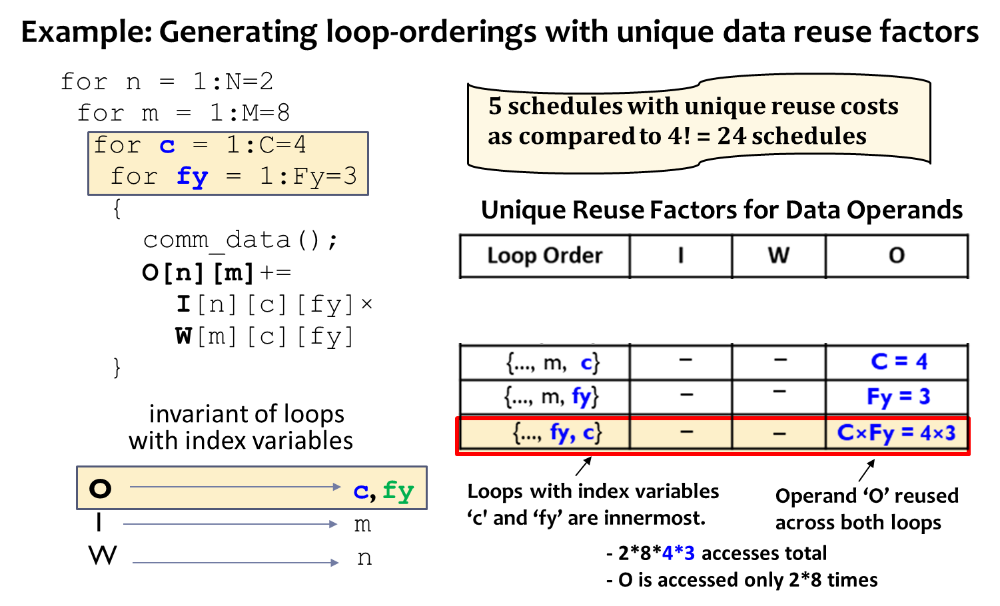 Example: Generating loop-orderings with unique data reuse factors
for n = 1:N=2
for m = 1:M=8
for c = 1:C=4
for fy = 1:Fy=3
{
comm_data();
O[n][m]+=
I[n][c][fy]×
W[m][c][fy]
}
invariant of loops
with index variables
O c,fy
I m
W n
5 schedules with unique reuse costs
as compared to 4! = 24 schedules
Unique Reuse Factors for Data Operands
Loop Order I W O
{..., m, c} – – C = 4
{..., m, fy} – – Fy = 3
{..., fy, c} – – C×Fy = 4×3
Loops with index variables
‘c' and ‘fy’ are innermost.
Operand ‘O’ reused
across both loops
- 2*8*4*3 accesses total
- O is accessed only 2*8 times